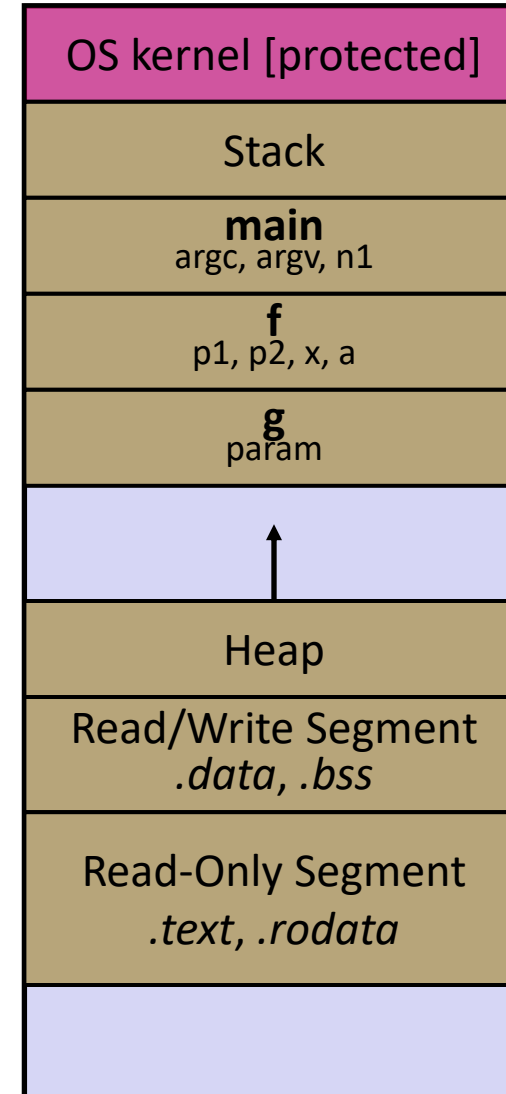 OS kernel [protected]
Stack
main
argc, argv, n1
f
p1, p2, x, a
g
param
Heap
Read/Write Segment
.data, .bss
Read-Only Segment
.text, .rodata